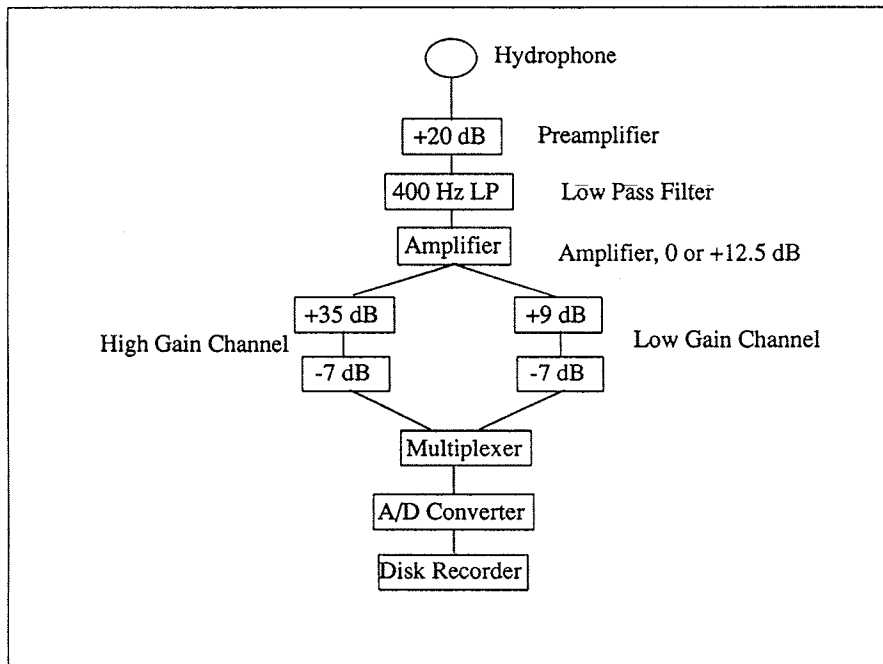 Hydrophone
+20 dB
Preamplifier
400 Hz LP
Low Pass Filter
Amplifier
Amplifier, 0 or +12.5 dB
+35 dB
+9 dB
High Gain Channel
Low Gain Channel
-7 dB
-7 dB
Multiplexer
A/D Converter
Disk Recorder